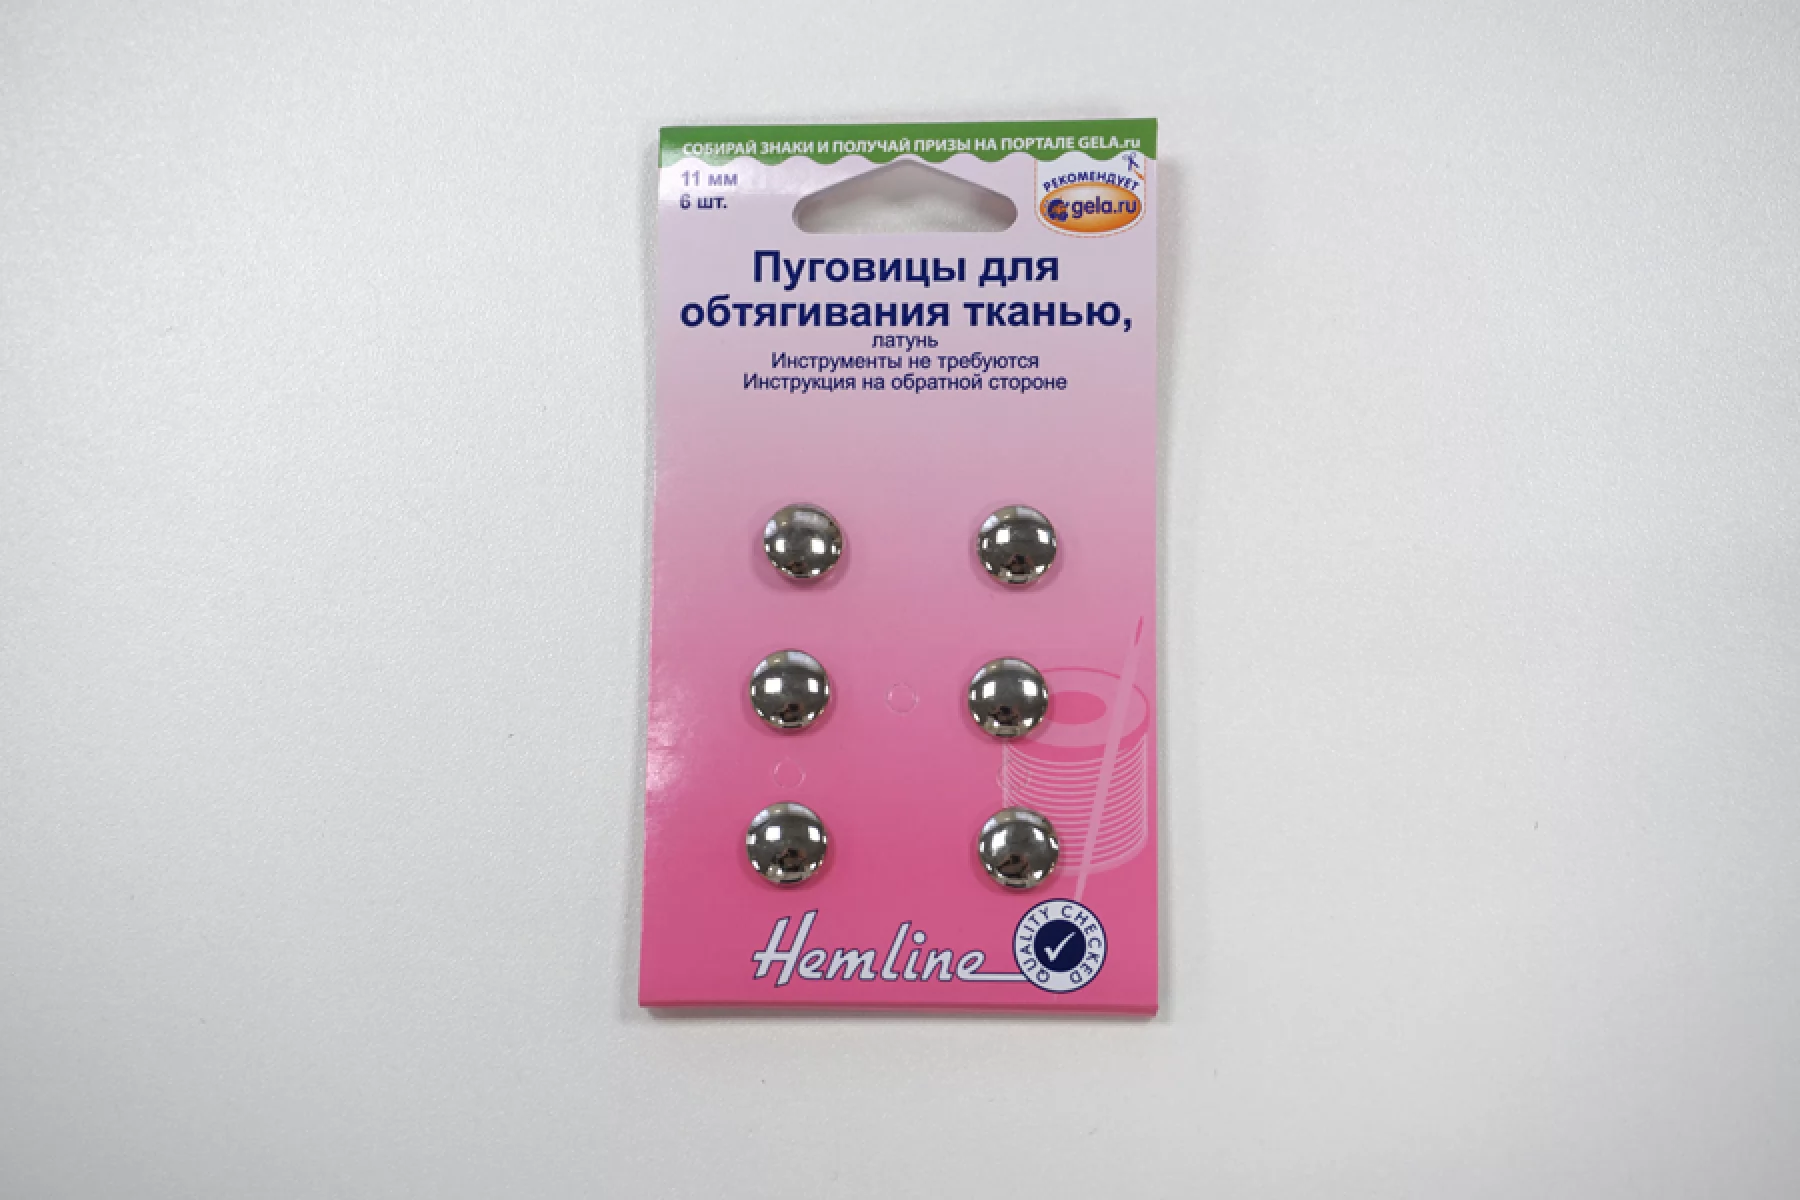 СОБИРАЙ ЗНАКИ И ПОЛУЧАЙ ПРИЗЫ НА ПОРТАЛЕ GELA.ru
11 мм
6 шт.
РЕКОМЕНДУЕТ
gela.ru
Пуговицы для
обтягивания тканью,
латунь
Инструменты не требуются
Инструкция на обратной стороне
Hemline
QUALITY CHECKED